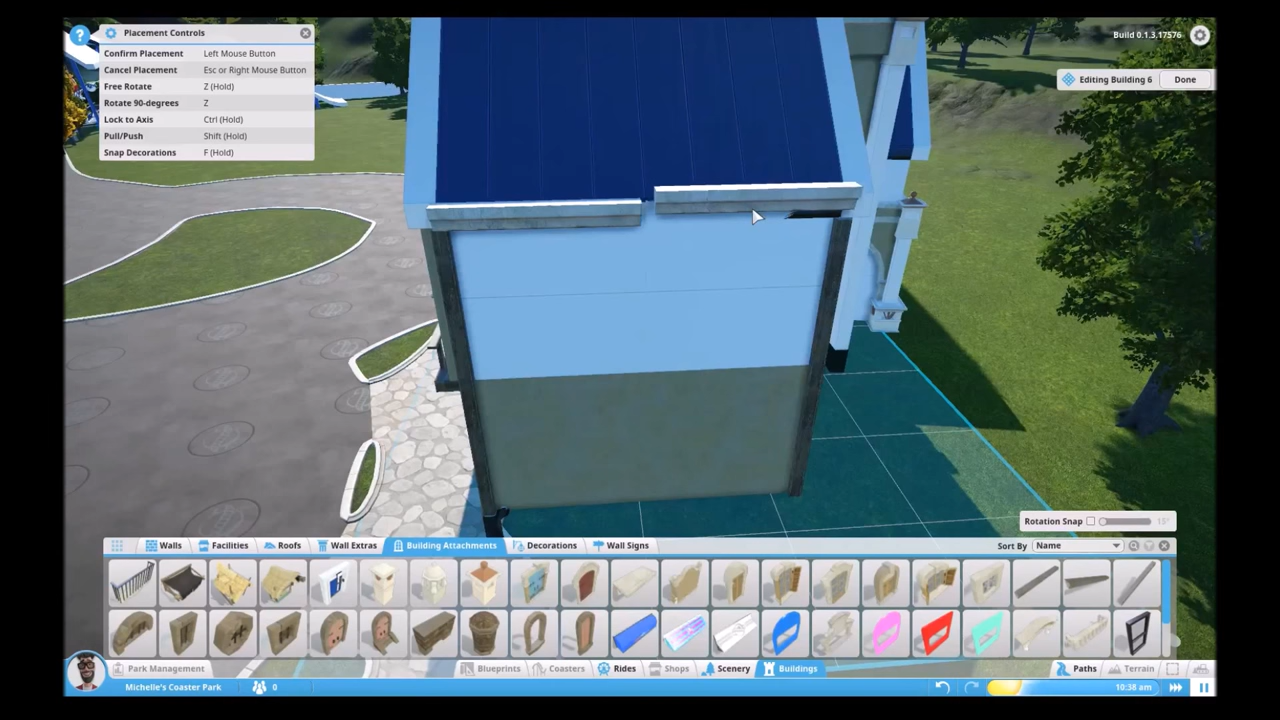 Placement Controls
Confirm Placement Left Mouse Button
Cancel Placement Esc or Right Mouse Button
Free Rotate Z (Hold)
Rotate 90-degrees Z
Lock to Axis Ctrl (Hold)
Pull/Push Shift (Hold)
Snap Decorations F (Hold)
Build 0.1.3.17576
Editing Building 6 Done
Rotation Snap 15°
Walls Facilities Roofs Wall Extras Building Attachments Decorations Wall Signs Sort By Name
Park Management Blueprints Coasters Rides Shops Scenery Buildings Paths Terrain
Michelle's Coaster Park 0 10:38 am